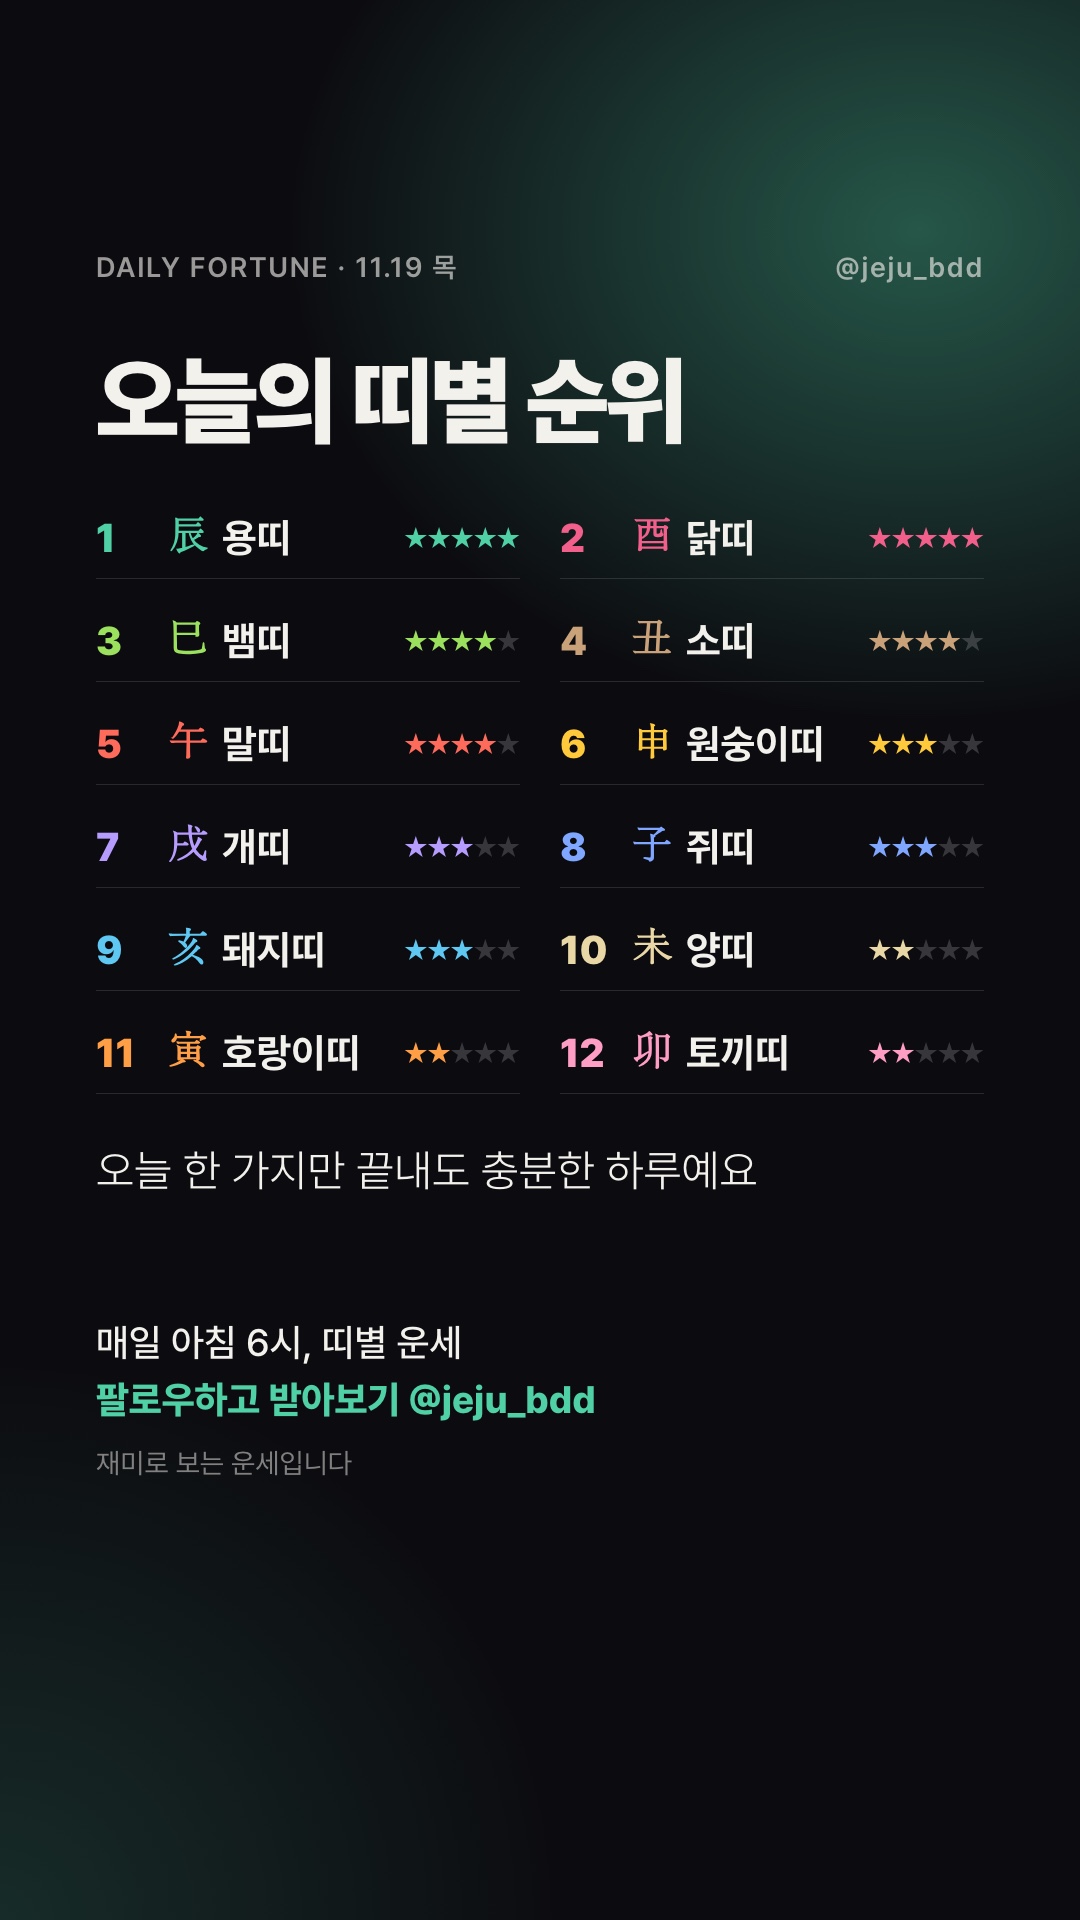 DAILY FORTUNE · 11.19 목
@jeju_bdd
오늘의 띠별 순위
1 辰 용띠 ★★★★★
2 酉 닭띠 ★★★★★
3 巳 뱀띠 ★★★★★
4 丑 소띠 ★★★★★
5 午 말띠 ★★★★★
6 申 원숭이띠 ★★★★★
7 戌 개띠 ★★★★★
8 子 쥐띠 ★★★★★
9 亥 돼지띠 ★★★★★
10 未 양띠 ★★★★★
11 寅 호랑이띠 ★★★★★
12 卯 토끼띠 ★★★★★
오늘 한 가지만 끝내도 충분한 하루예요
매일 아침 6시, 띠별 운세
팔로우하고 받아보기 @jeju_bdd
재미로 보는 운세입니다